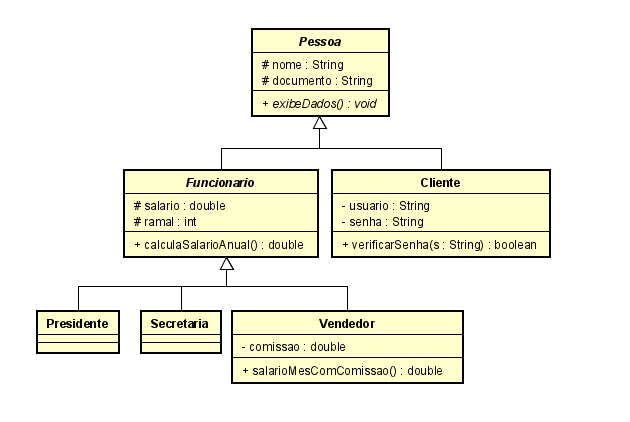 Pessoa
# nome : String
# documento : String
+ exibeDados() : void
Funcionario
# salario : double
# ramal : int
+ calculaSalarioAnual() : double
Cliente
- usuario : String
- senha : String
+ verificarSenha(s : String) : boolean
Presidente
Secretaria
Vendedor
- comissao : double
+ salarioMesComComissao() : double